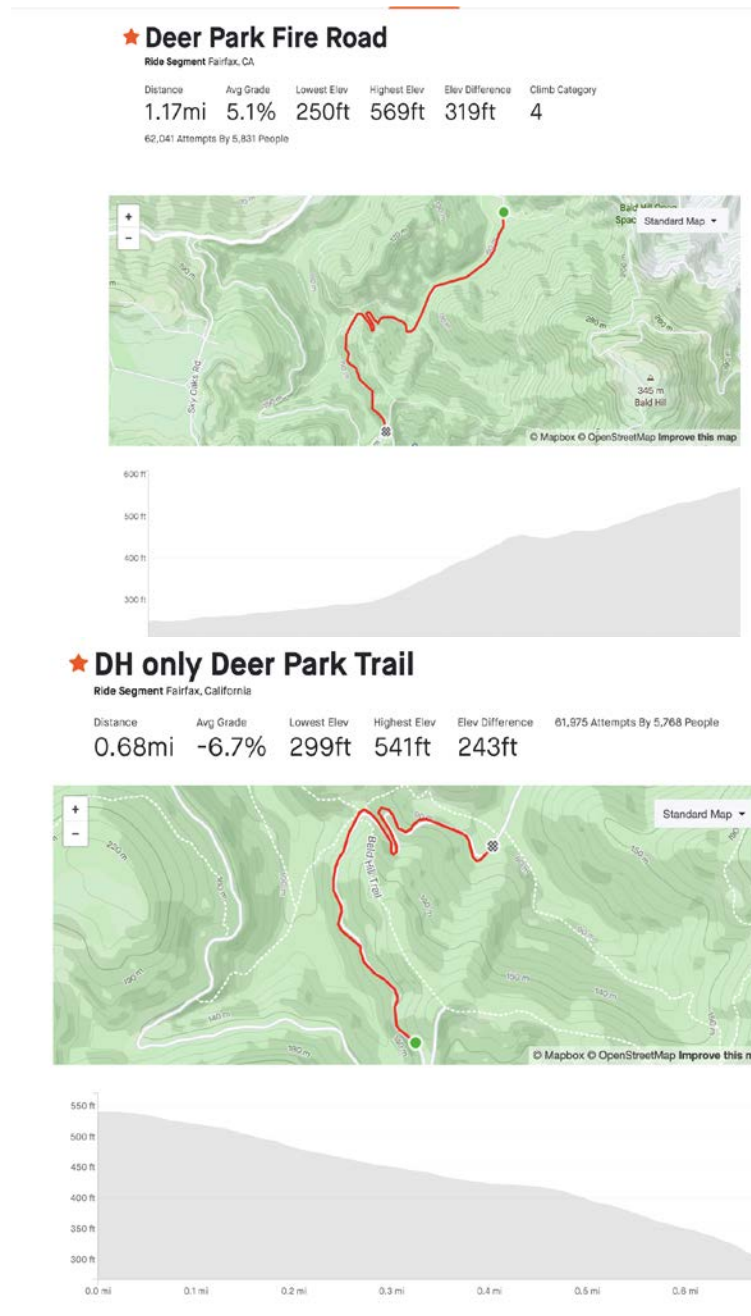 Deer Park Fire Road
Ride Segment Fairfax, CA
Distance Avg Grade Lowest Elev Highest Elev Elev Difference Climb Category
1.17mi 5.1% 250ft 569ft 319ft 4
62,041 Attempts By 5,831 People
+
−
Standard Map
Sky Oaks Rd
345 m
Bald Hill
© Mapbox © OpenStreetMap Improve this map
600 ft
500 ft
400 ft
300 ft
DH only Deer Park Trail
Ride Segment Fairfax, California
Distance Avg Grade Lowest Elev Highest Elev Elev Difference 61,975 Attempts By 5,768 People
0.68mi -6.7% 299ft 541ft 243ft
+
−
Standard Map
Bald Hill Trail
© Mapbox © OpenStreetMap Improve this m
550 ft
500 ft
450 ft
400 ft
350 ft
300 ft
0.0 mi 0.1 mi 0.2 mi 0.3 mi 0.4 mi 0.5 mi 0.6 mi